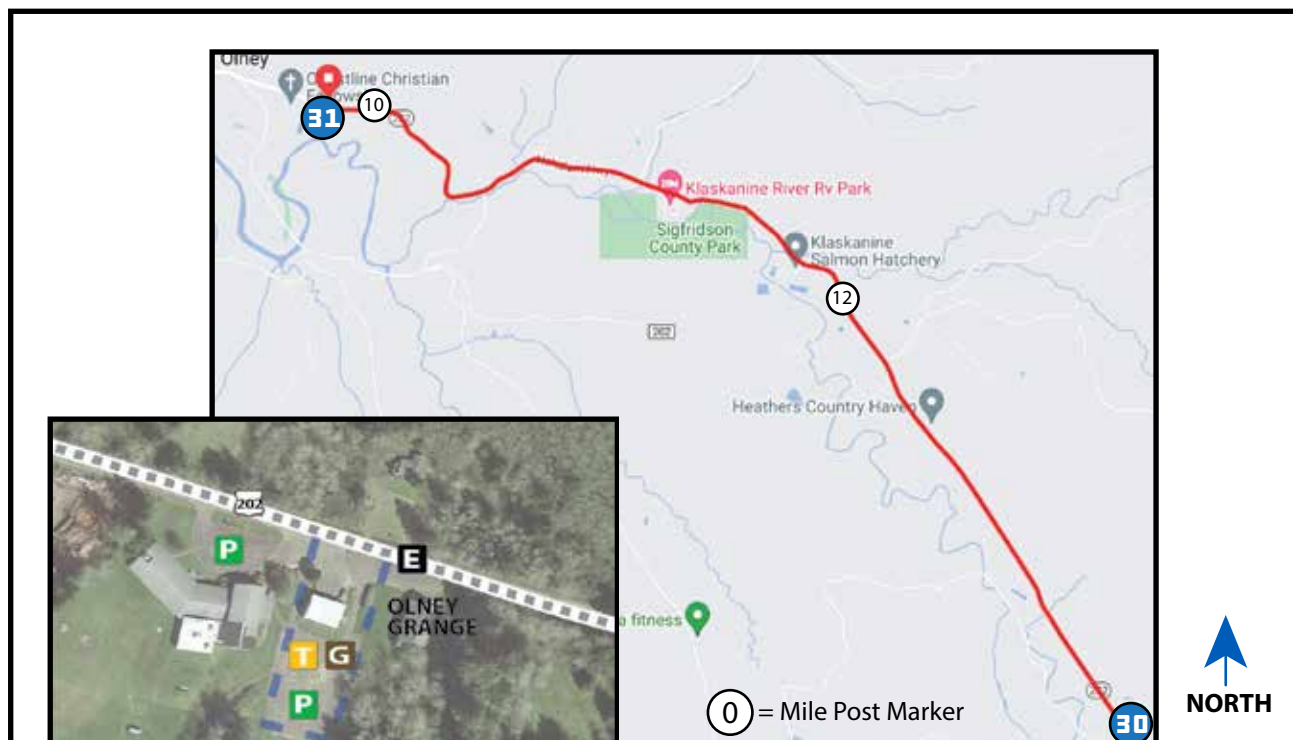 Olney
Christian
31
10
Klaskanine River Rv Park
Sigfridson
County Park
Klaskanine
Salmon Hatchery
12
202
Heathers Country Haven
a fitness
30
202
P
E
OLNEY
GRANGE
T G
P
0 = Mile Post Marker
NORTH